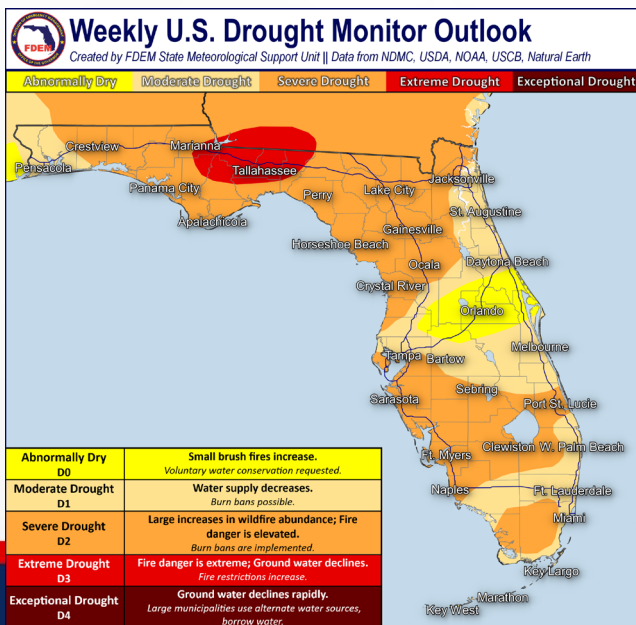 FDEM
Weekly U.S. Drought Monitor Outlook
Created by FDEM State Meteorological Support Unit || Data from NDMC, USDA, NOAA, USCB, Natural Earth
Abnormally Dry Moderate Drought Severe Drought Extreme Drought Exceptional Drought
Crestview
Marianna
Pensacola
Tallahassee
Panama City
Perry
Lake City
Jacksonville
Apalachicola
St. Augustine
Gainesville
Horseshoe Beach
Ocala
Daytona Beach
Crystal River
Orlando
Melbourne
Tampa
Bartow
Sebring
Sarasota
Port St. Lucie
Clewiston
W. Palm Beach
Ft. Myers
Naples
Ft. Lauderdale
Miami
Key Largo
Marathon
Key West
Abnormally Dry
D0
Small brush fires increase.
Voluntary water conservation requested.
Moderate Drought
D1
Water supply decreases.
Burn bans possible.
Severe Drought
D2
Large increases in wildfire abundance; Fire
danger is elevated.
Burn bans are implemented.
Extreme Drought
D3
Fire danger is extreme; Ground water declines.
Fire restrictions increase.
Exceptional Drought
D4
Ground water declines rapidly.
Large municipalities use alternate water sources,
borrow water.